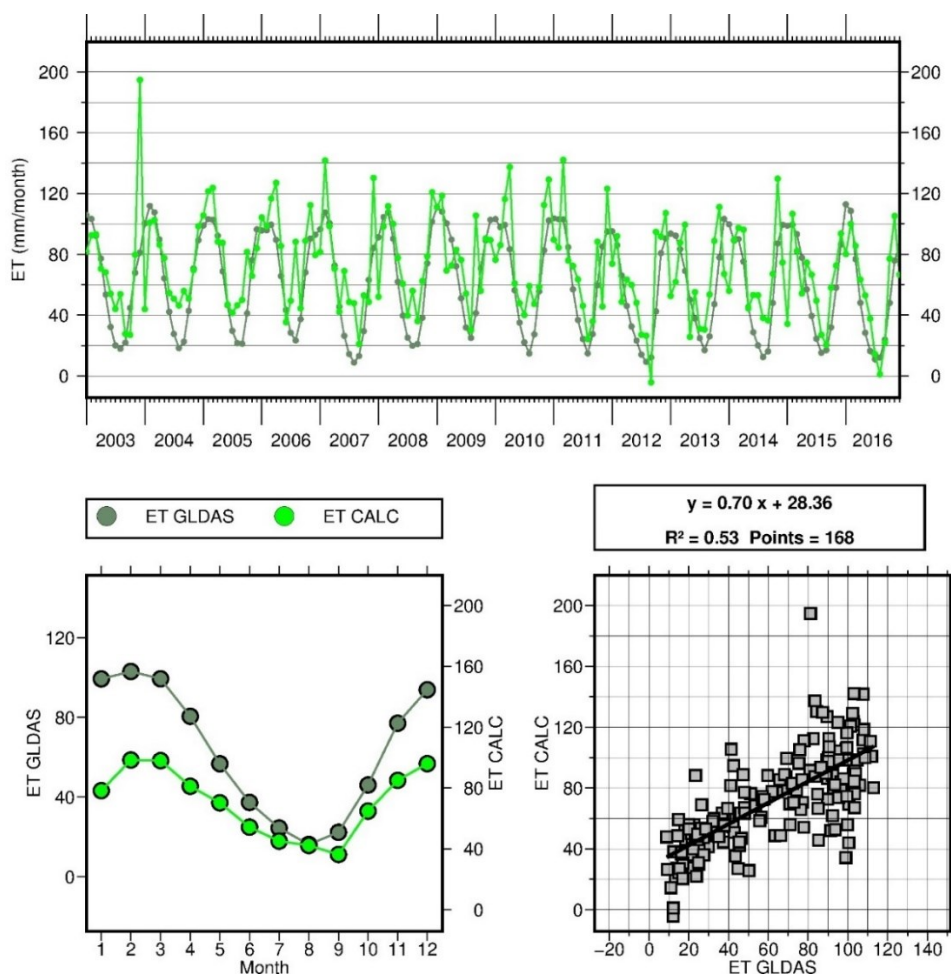 200 200
160 160
120 120
80 80
40 40
0 0
ET (mm/month)
2003 2004 2005 2006 2007 2008 2009 2010 2011 2012 2013 2014 2015 2016
ET GLDAS ET CALC
y = 0.70 x + 28.36
R² = 0.53 Points = 168
ET GLDAS
120
80
40
0
200
160
120
80
40
0
ET CALC
1 2 3 4 5 6 7 8 9 10 11 12
Month
ET CALC
200
160
120
80
40
0
-20 0 20 40 60 80 100 120 140
ET GLDAS